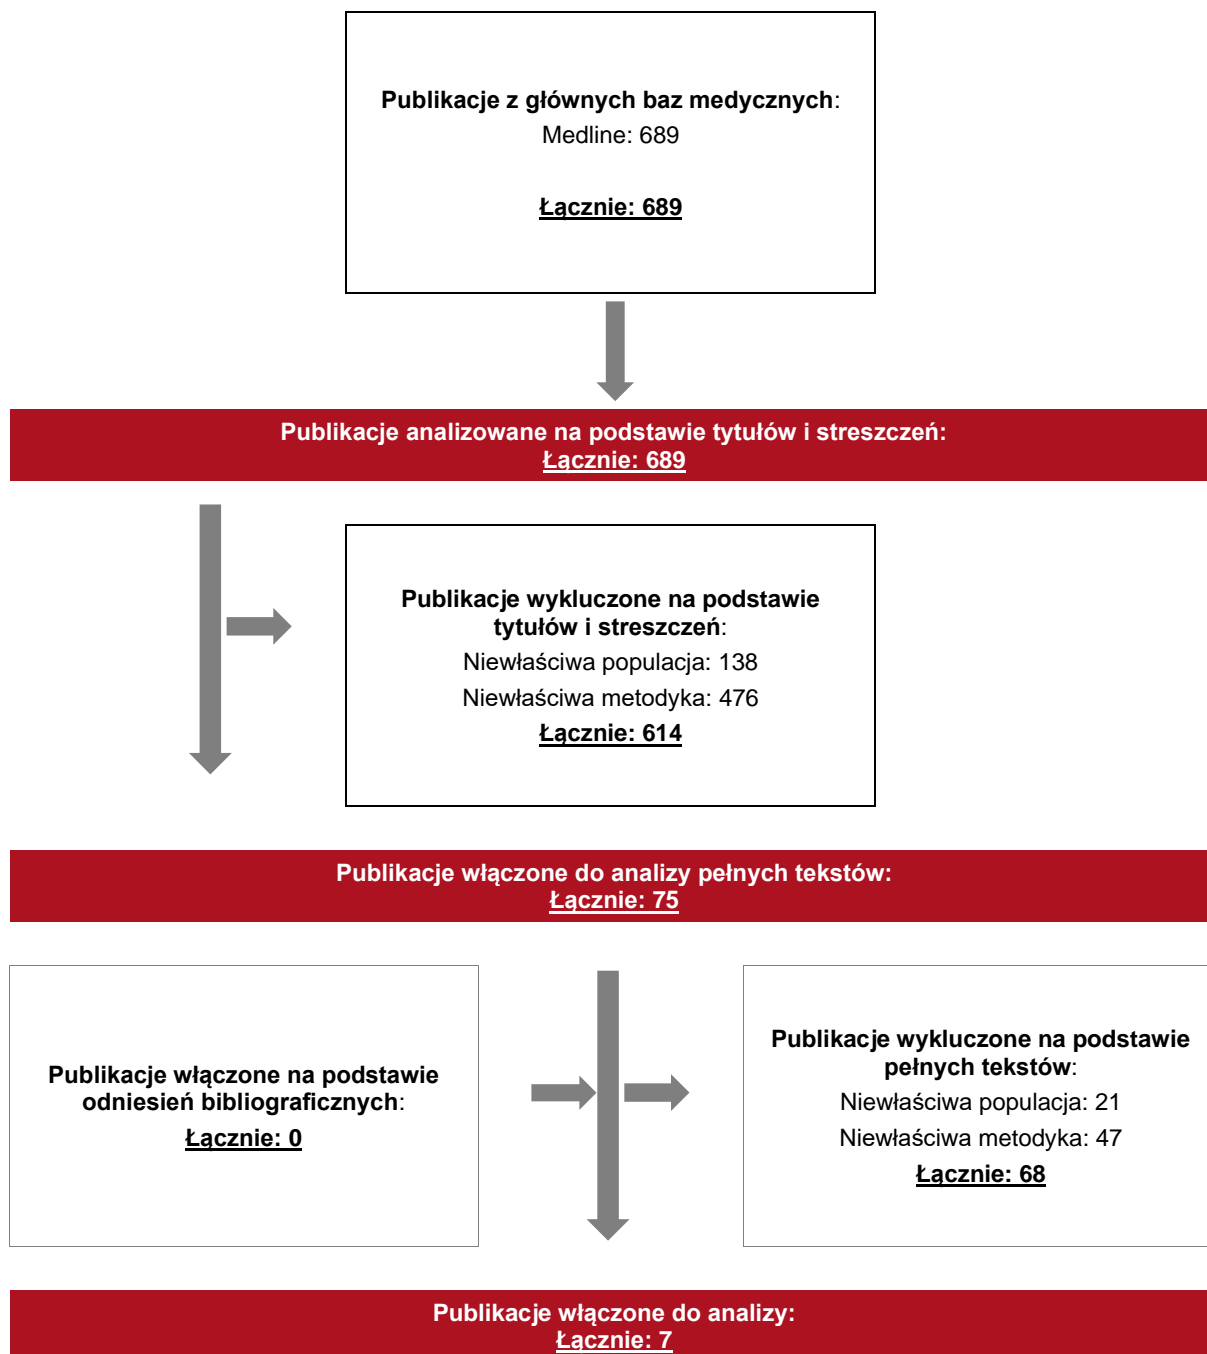 Publikacje z głównych baz medycznych:
Medline: 689
Łącznie: 689
Publikacje analizowane na podstawie tytułów i streszczeń:
Łącznie: 689
Publikacje wykluczone na podstawie
tytułów i streszczeń:
Niewłaściwa populacja: 138
Niewłaściwa metodyka: 476
Łącznie: 614
Publikacje włączone do analizy pełnych tekstów:
Łącznie: 75
Publikacje włączone na podstawie
odniesień bibliograficznych:
Łącznie: 0
Publikacje wykluczone na podstawie
pełnych tekstów:
Niewłaściwa populacja: 21
Niewłaściwa metodyka: 47
Łącznie: 68
Publikacje włączone do analizy:
Łącznie: 7